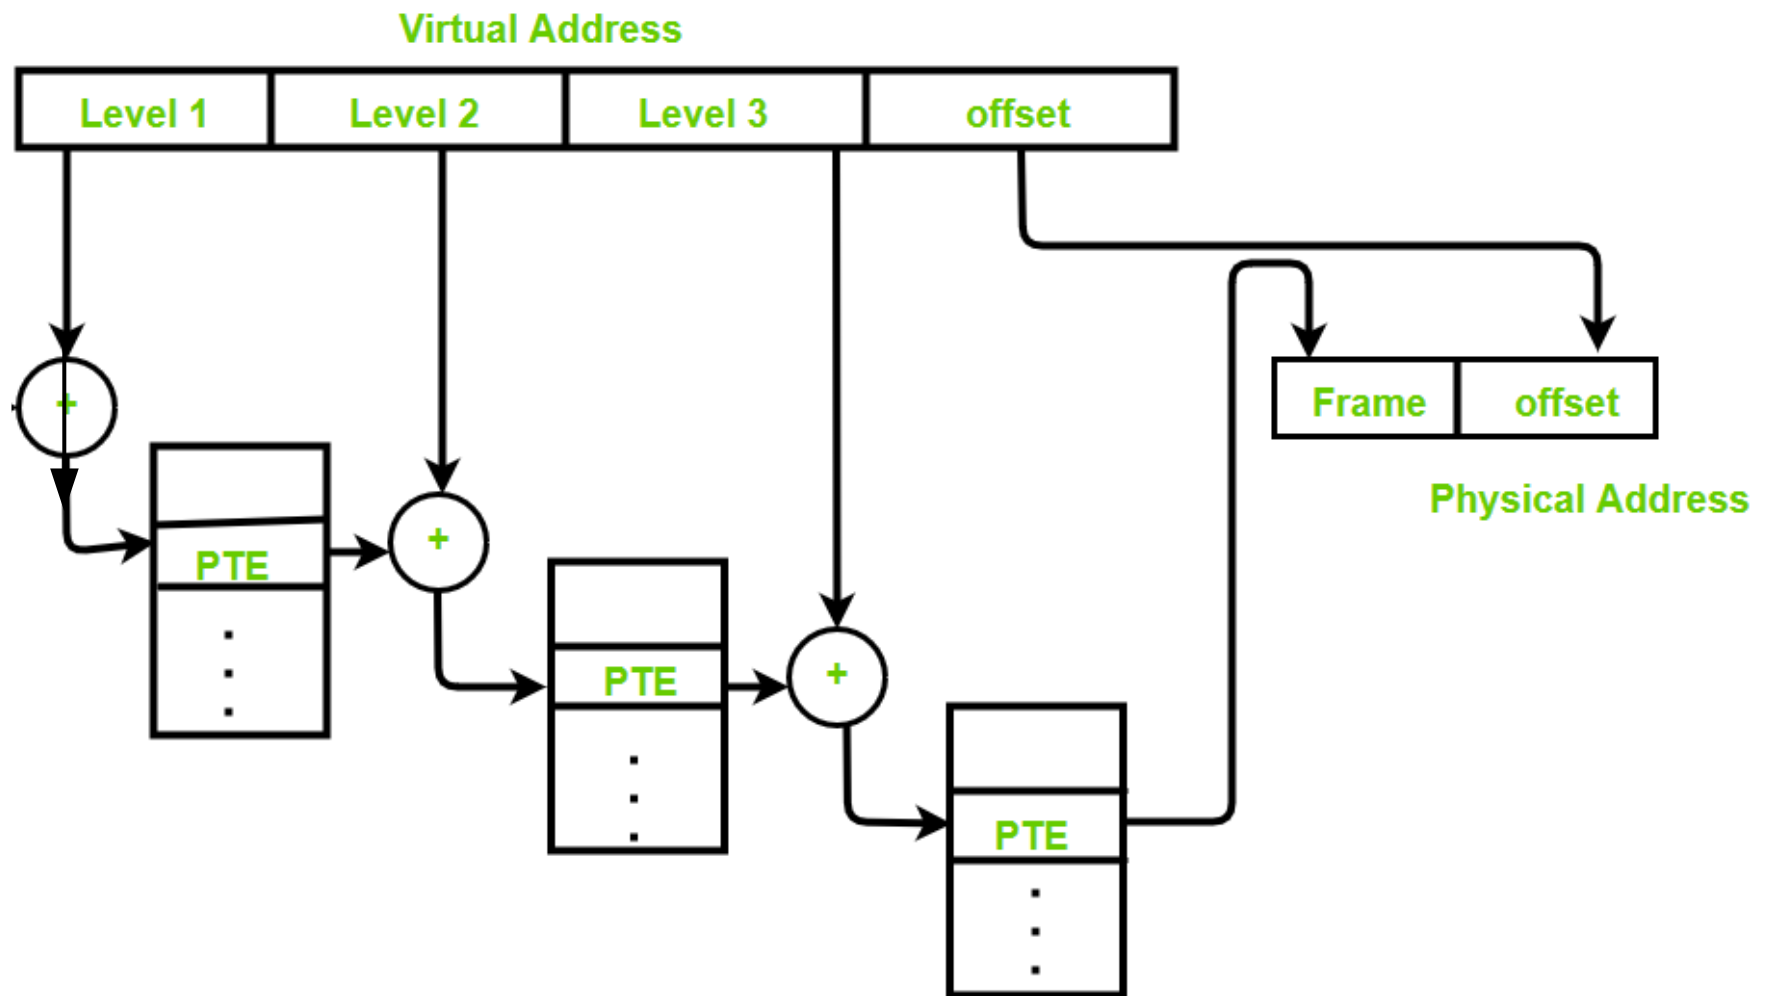 Virtual Address
Level 1 Level 2 Level 3 offset
+
Frame offset
Physical Address
+
PTE
+
PTE
PTE